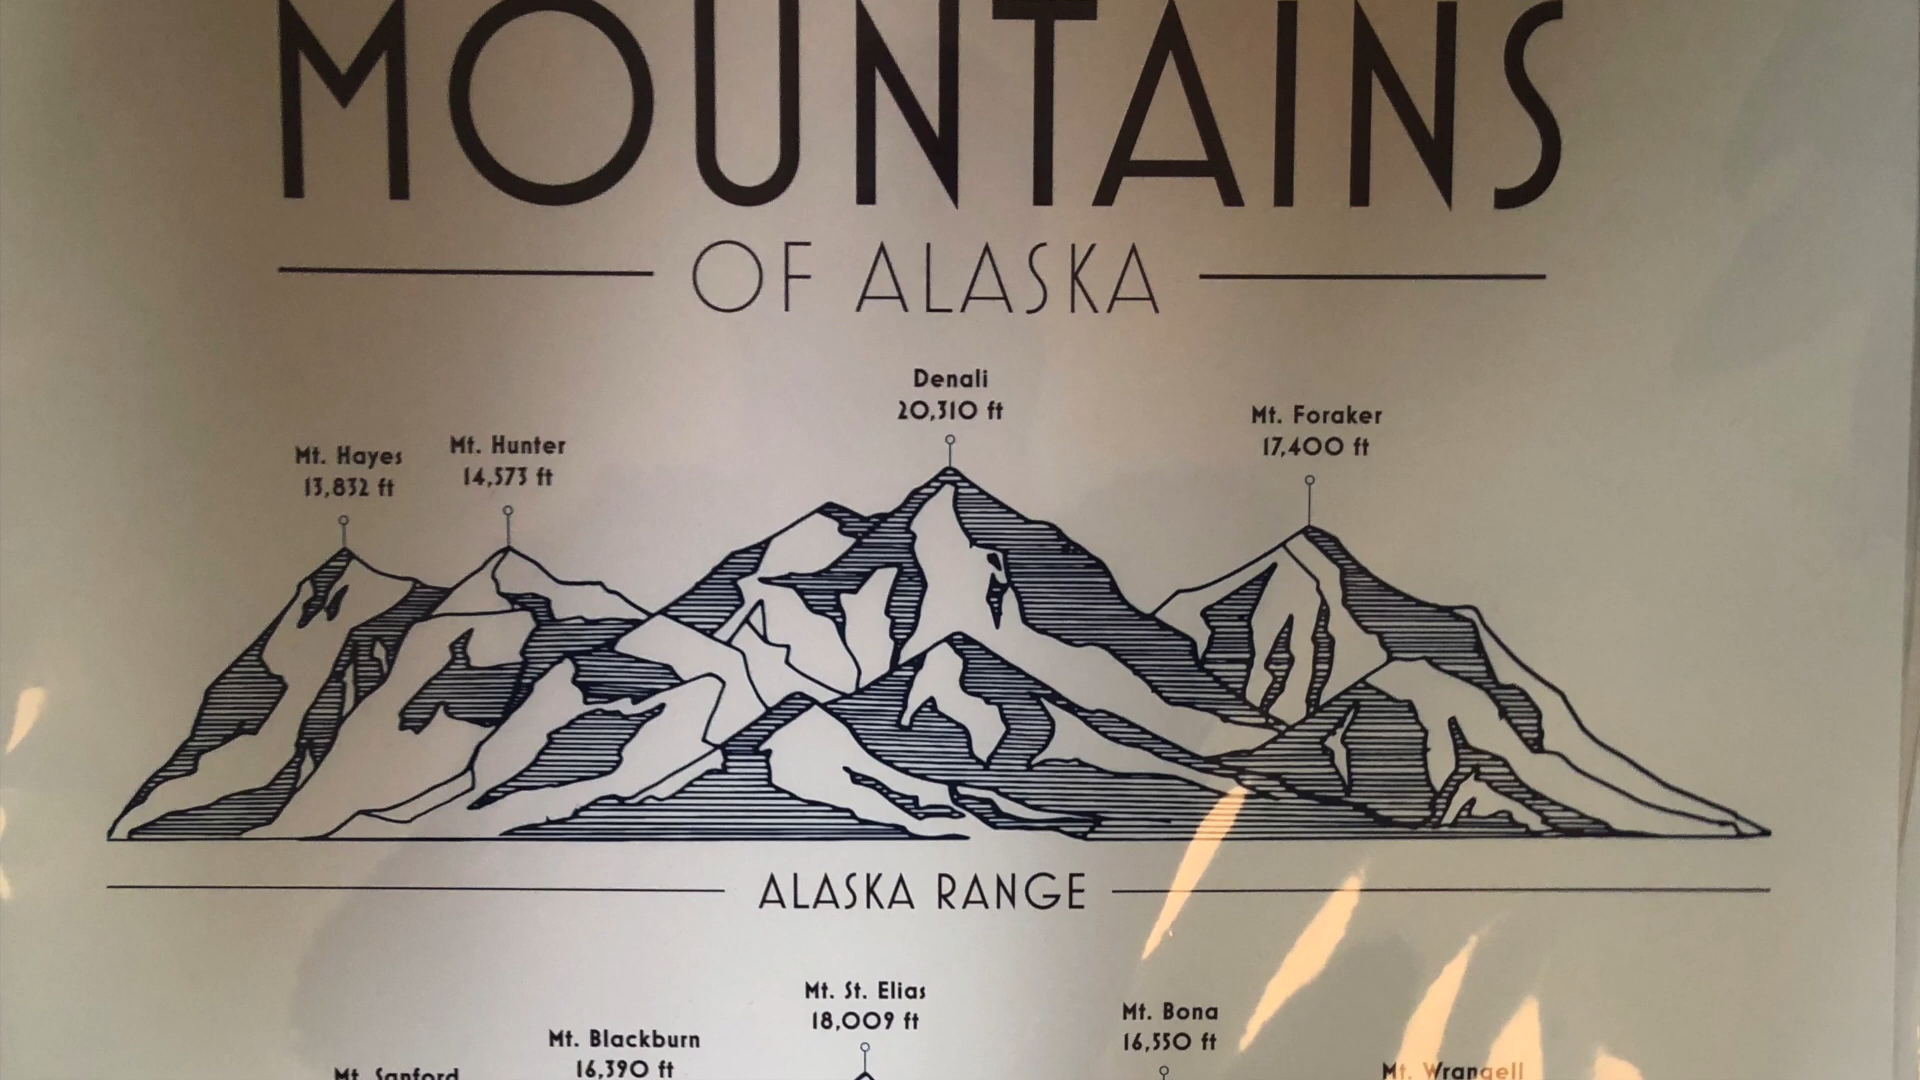 MOUNTAINS
OF ALASKA
Denali
20,310 ft
Mt. Foraker
17,400 ft
Mt. Hunter
14,573 ft
Mt. Hayes
13,832 ft
ALASKA RANGE
Mt. St. Elias
18,009 ft
Mt. Bona
16,550 ft
Mt. Blackburn
16,390 ft
Mt. Sanford
Mt. Wrangell